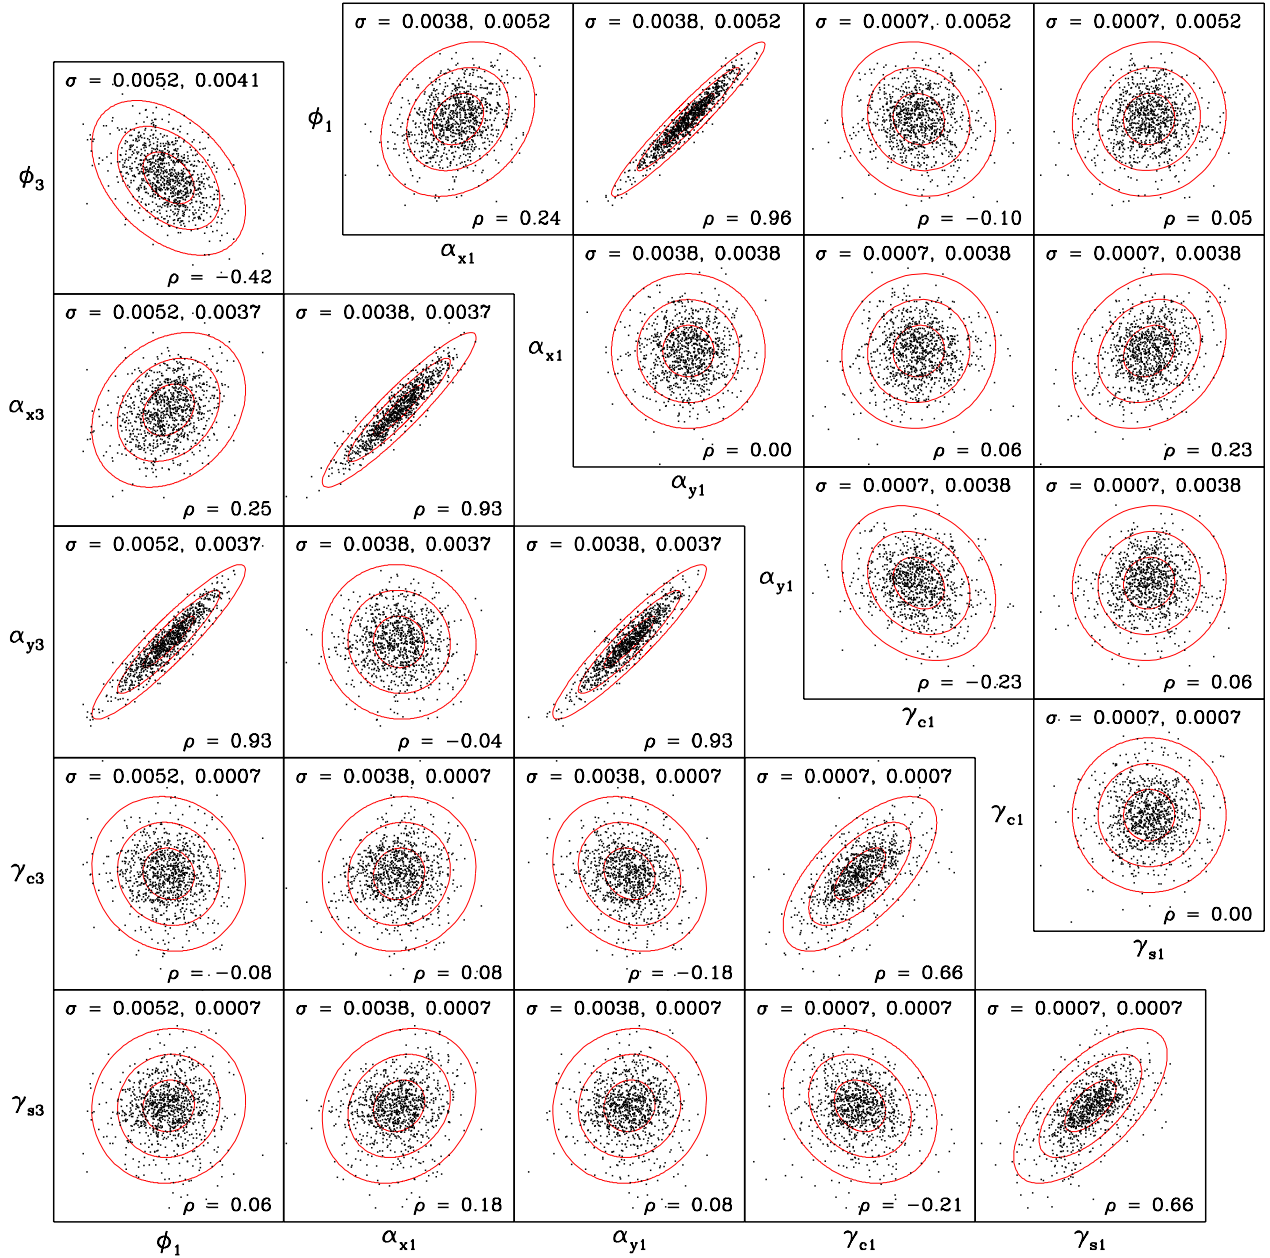 σ = 0.0038, 0.0052
σ = 0.0038, 0.0052
σ = 0.0007, 0.0052
σ = 0.0007, 0.0052
ϕ1
ρ = 0.24
ρ = 0.96
ρ = −0.10
ρ = 0.05
αx1
σ = 0.0052, 0.0041
ϕ3
ρ = −0.42
σ = 0.0038, 0.0038
σ = 0.0007, 0.0038
σ = 0.0007, 0.0038
αx1
ρ = 0.00
ρ = 0.06
ρ = 0.23
αy1
σ = 0.0052, 0.0037
σ = 0.0038, 0.0037
αx3
ρ = 0.25
ρ = 0.93
σ = 0.0007, 0.0038
σ = 0.0007, 0.0038
αy1
ρ = −0.23
ρ = 0.06
γc1
σ = 0.0052, 0.0037
σ = 0.0038, 0.0037
σ = 0.0038, 0.0037
αy3
ρ = 0.93
ρ = −0.04
ρ = 0.93
σ = 0.0007, 0.0007
γc1
ρ = 0.00
γs1
σ = 0.0052, 0.0007
σ = 0.0038, 0.0007
σ = 0.0038, 0.0007
σ = 0.0007, 0.0007
γc3
ρ = −0.08
ρ = 0.08
ρ = −0.18
ρ = 0.66
σ = 0.0052, 0.0007
σ = 0.0038, 0.0007
σ = 0.0038, 0.0007
σ = 0.0007, 0.0007
σ = 0.0007, 0.0007
γs3
ρ = 0.06
ρ = 0.18
ρ = 0.08
ρ = −0.21
ρ = 0.66
ϕ1
αx1
αy1
γc1
γs1